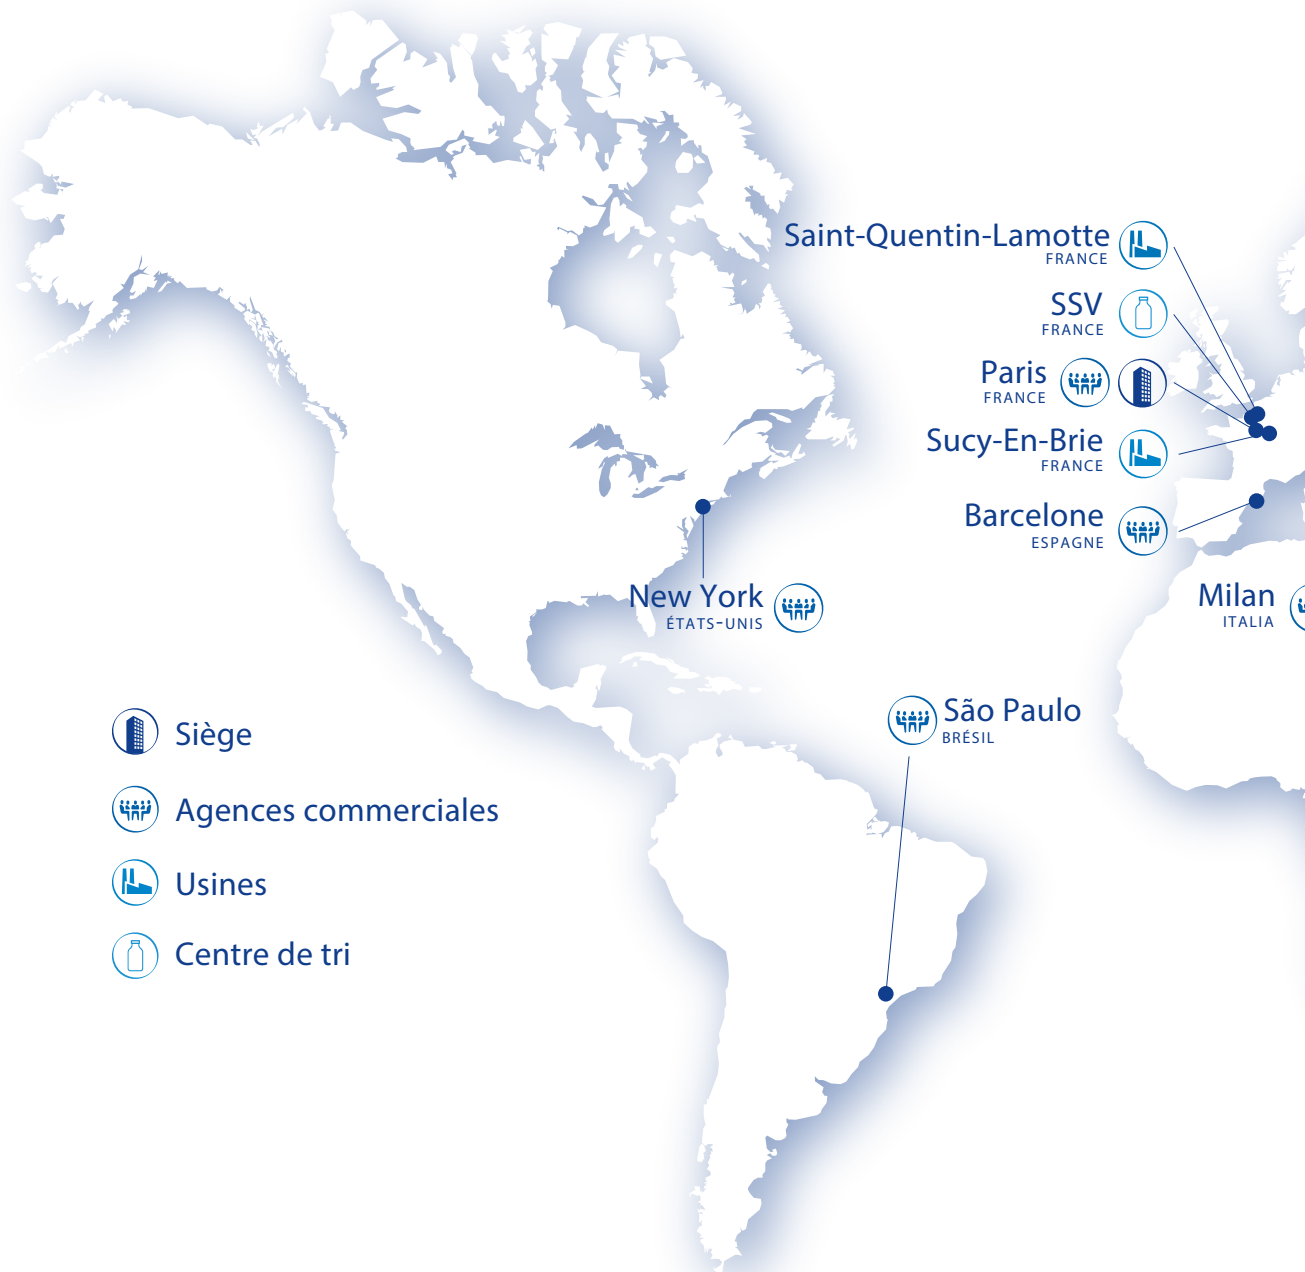 Saint-Quentin-Lamotte
FRANCE
SSV
FRANCE
Paris
FRANCE
Sucy-En-Brie
FRANCE
Barcelone
ESPAGNE
New York
ÉTATS-UNIS
Milan
ITALIA
São Paulo
BRÉSIL
Siège
Agences commerciales
Usines
Centre de tri